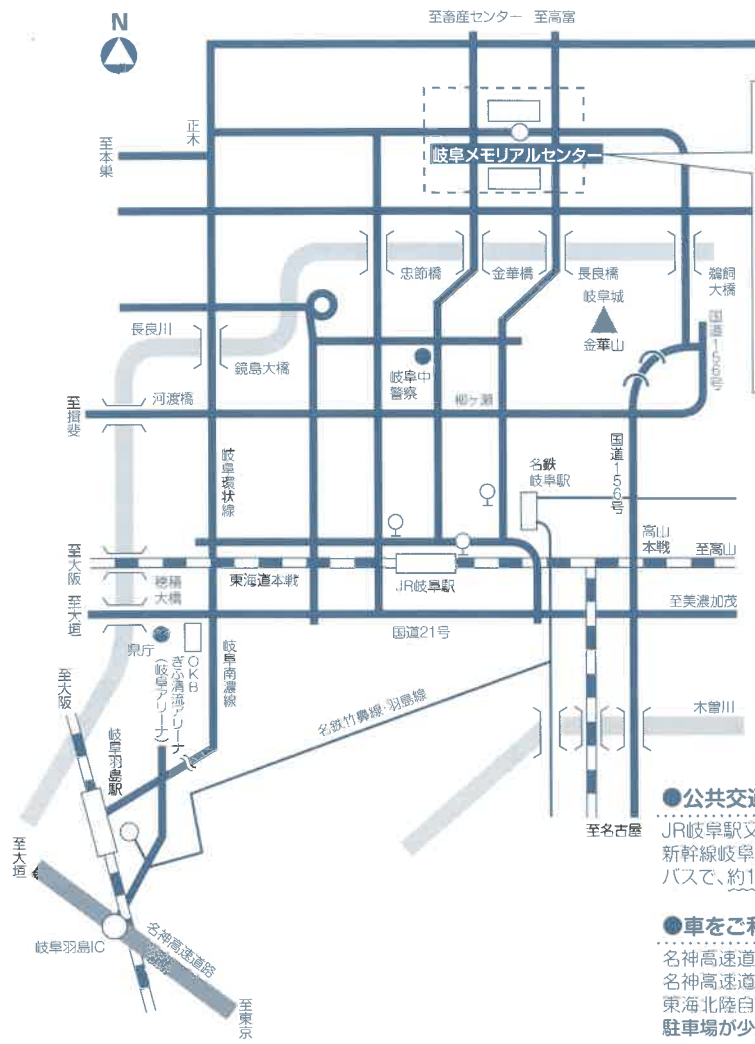 N
至畜産センター
至高富
正木
至本巣
岐阜メモリアルセンター
忠節橋
金華橋
長良橋
鵜飼
大橋
岐阜城
金華山
国道156号
長良川
鏡島大橋
岐阜中
警察
河渡橋
柳ヶ瀬
至揖斐
岐阜環状線
国道156号
名鉄
岐阜駅
高山
本戦
至高山
至大阪
穂積
大橋
東海道本戦
JR岐阜駅
至大垣
至美濃加茂
国道21号
県庁
OKB
ぎふ清流アリーナ
(岐阜アリーナ)
岐阜南濃線
至大阪
岐阜羽島駅
名鉄竹鼻線・羽島線
木曽川
至名古屋
至大垣
岐阜羽島IC
名神高速道路
至東京
●公共交通
JR岐阜駅又
新幹線岐阜
バスで、約1
●車をご利
名神高速道
名神高速道
東海北陸自
駐車場が少